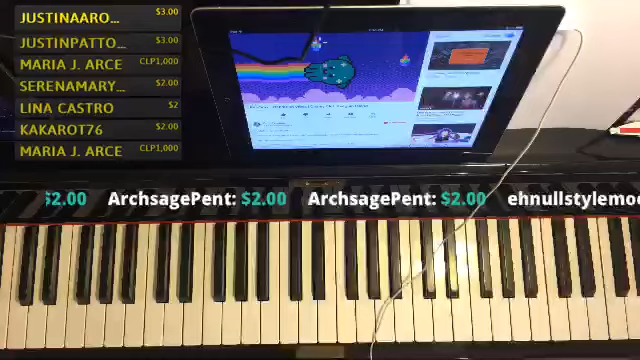 JUSTINAARO... $3.00
JUSTINPATTO... $3.00
MARIA J. ARCE CLP1,000
SERENAMARY... $2.00
LINA CASTRO $2
KAKAROT76 $2.00
MARIA J. ARCE CLP1,000
$2.00 ArchsagePent: $2.00 ArchsagePent: $2.00 ehnullstylemo